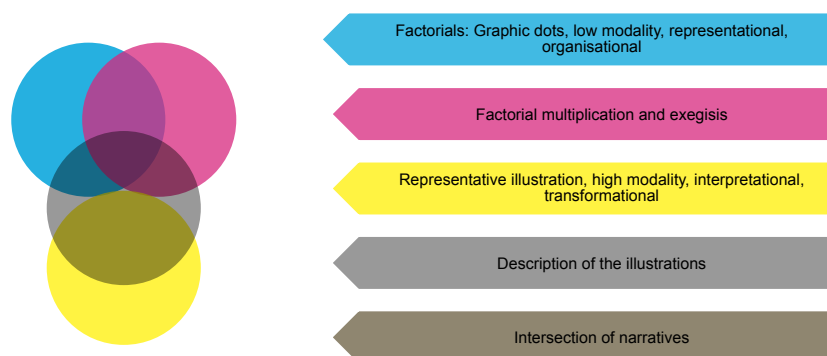 Factorials: Graphic dots, low modality, representational,
organisational
Factorial multiplication and exegisis
Representative illustration, high modality, interpretational,
transformational
Description of the illustrations
Intersection of narratives